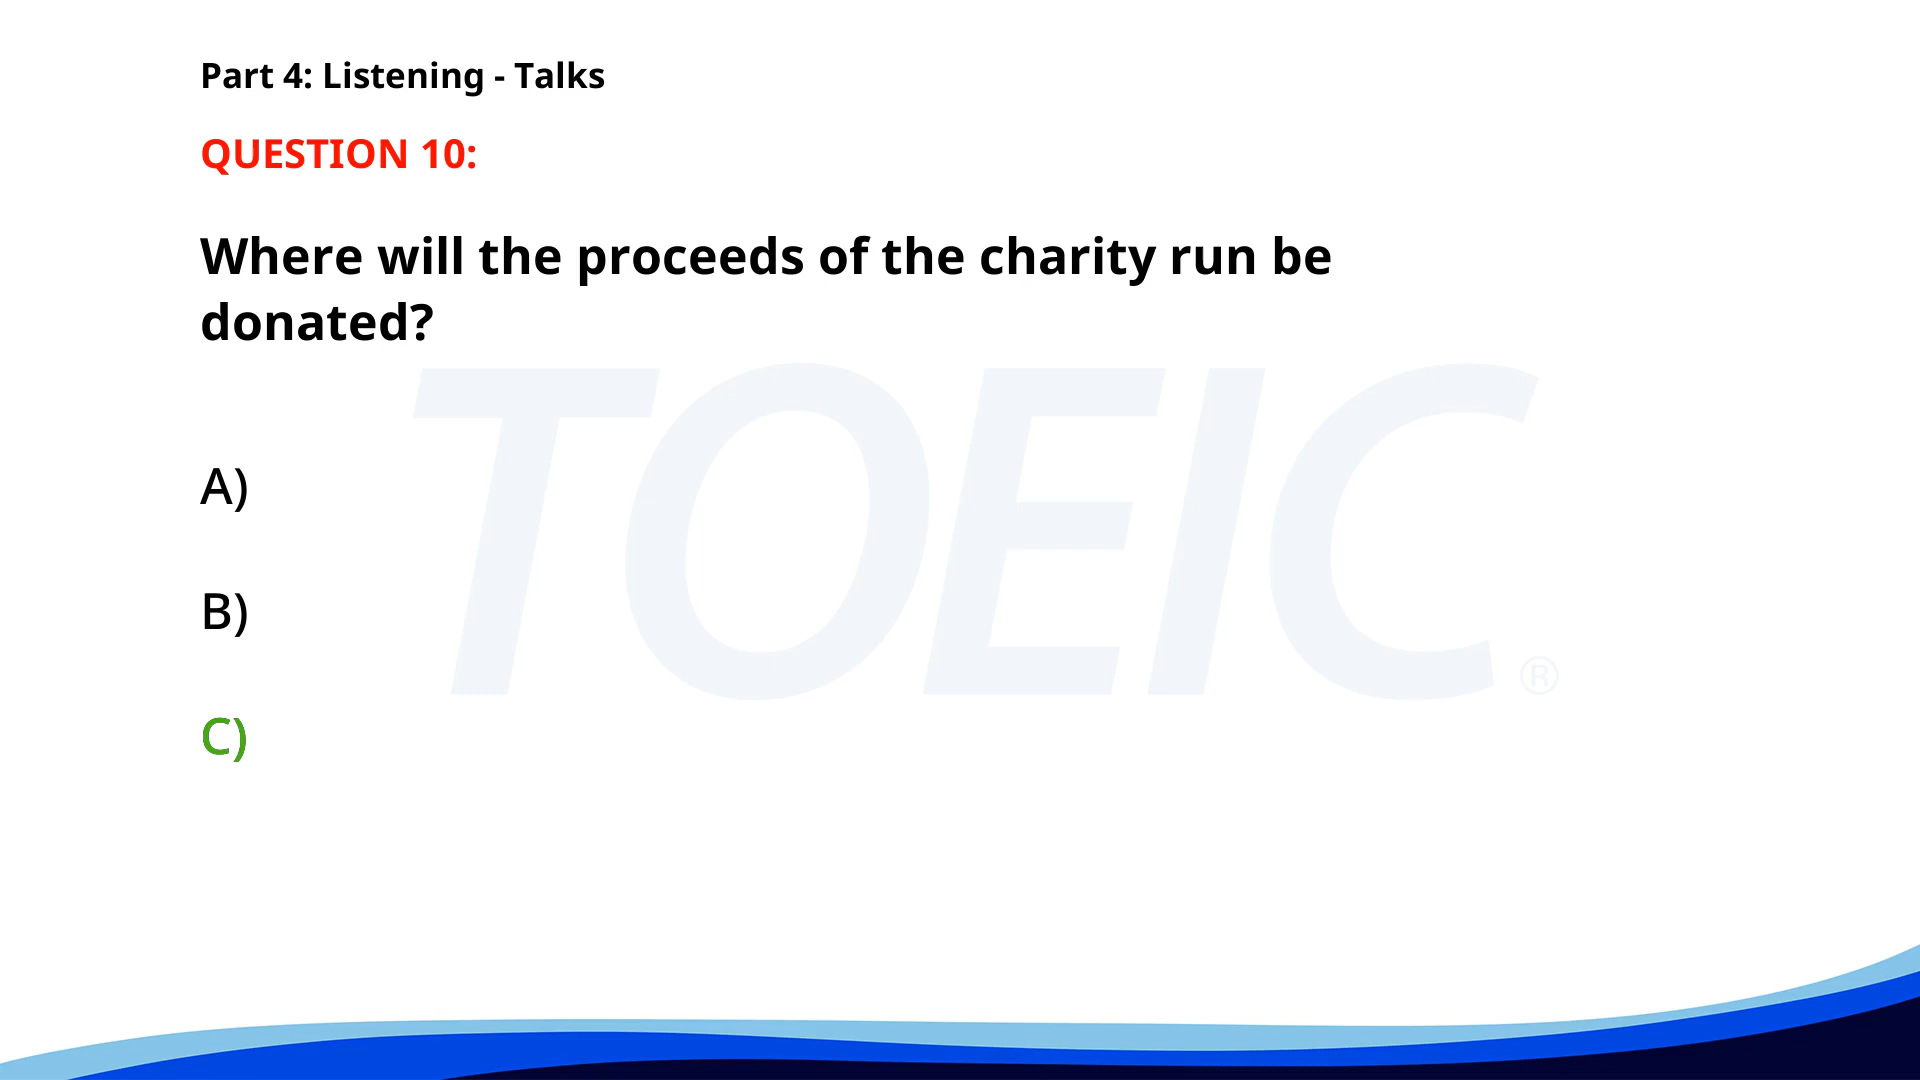 Part 4: Listening - Talks
QUESTION 10:
Where will the proceeds of the charity run be
donated?
TOEIC®
A)
B)
C)